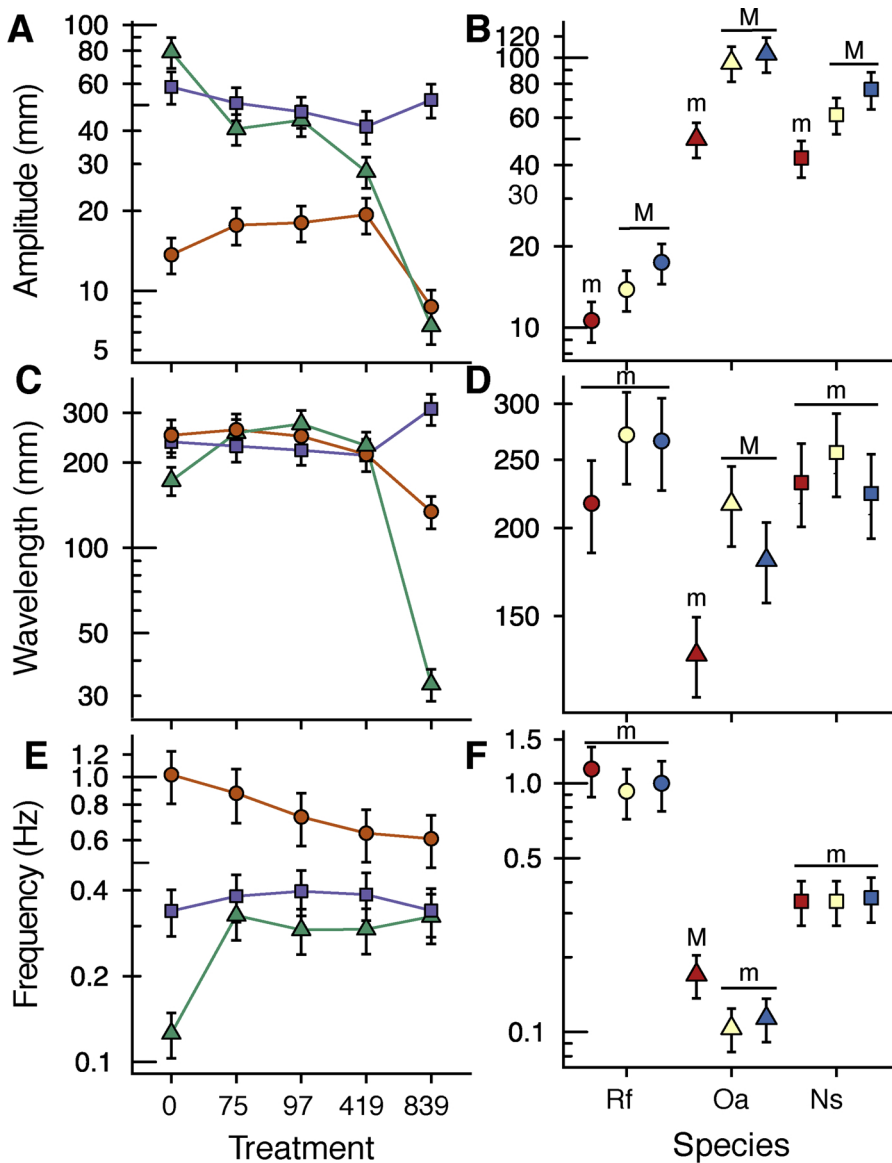 A
Amplitude (mm)
100
80
60
40
30
20
10
5
B
120
100
80
60
40
30
20
10
m
M
m
M
m
M
C
Wavelength (mm)
300
200
100
50
30
D
300
250
200
150
m
m
M
m
E
Frequency (Hz)
1.2
1.0
0.8
0.6
0.4
0.2
0.1
0
75
97
419
839
Treatment
F
1.5
1.0
0.5
0.1
m
M
m
m
Rf
Oa
Ns
Species